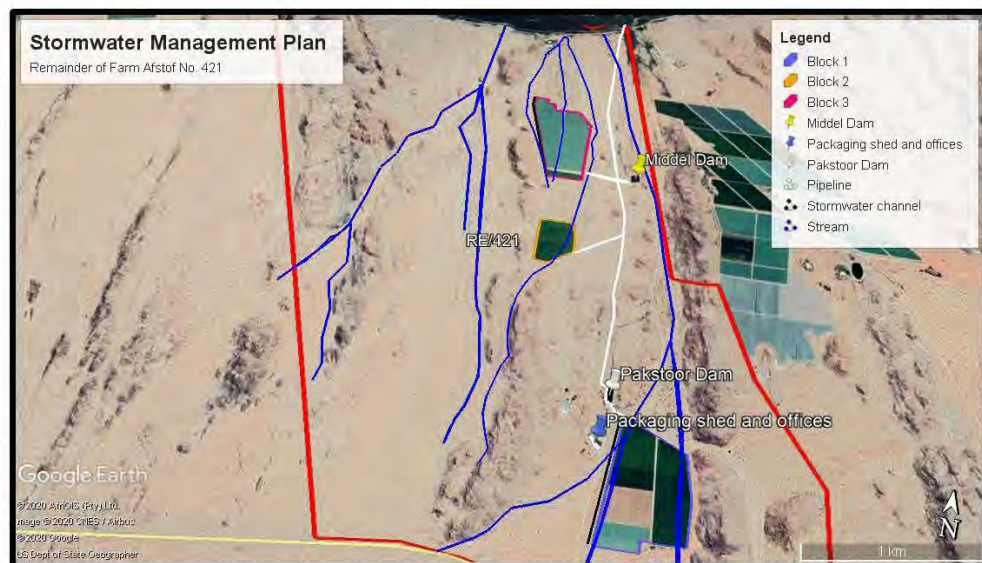 Stormwater Management Plan
Remainder of Farm Afstof No. 421
Legend
Block 1
Block 2
Block 3
Middel Dam
Packaging shed and offices
Pakstoor Dam
Pipeline
Stormwater channel
Stream
Middel Dam
RE/421
Pakstoor Dam
Packaging shed and offices
Google Earth
© 2020 AfriGIS (Pty) Ltd.
Image © 2020 CNES / Airbus
© 2020 Google
US Dept of State Geographer
N
1 km